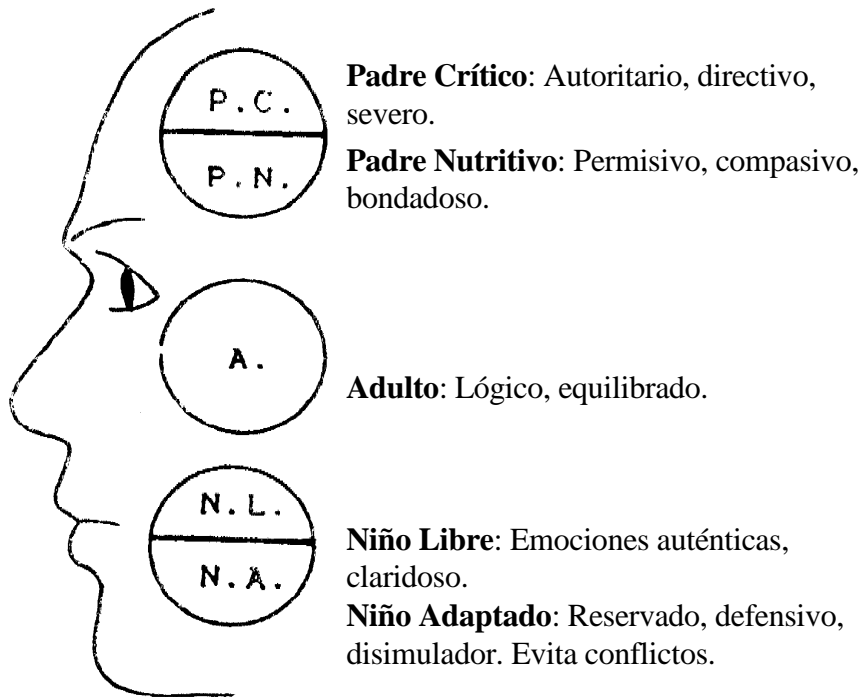 P.C.
Padre Crítico: Autoritario, directivo,
severo.
P.N.
Padre Nutritivo: Permisivo, compasivo,
bondadoso.
A.
Adulto: Lógico, equilibrado.
N.L.
Niño Libre: Emociones auténticas,
claridoso.
N.A.
Niño Adaptado: Reservado, defensivo,
disimulador. Evita conflictos.